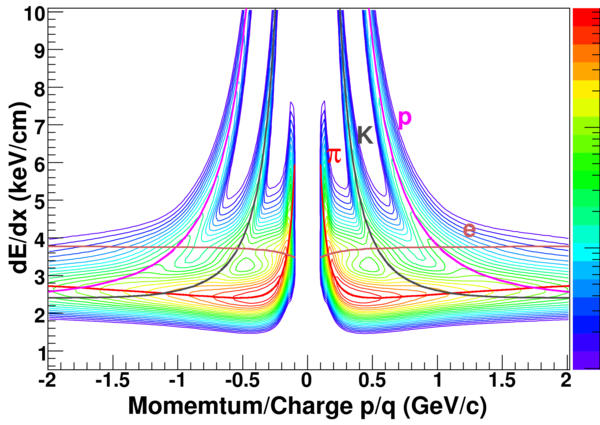 10
9
8
7
6
5
4
3
2
1
dE/dx (keV/cm)
p
K
π
e
-2 -1.5 -1 -0.5 0 0.5 1 1.5 2
Momemtum/Charge p/q (GeV/c)